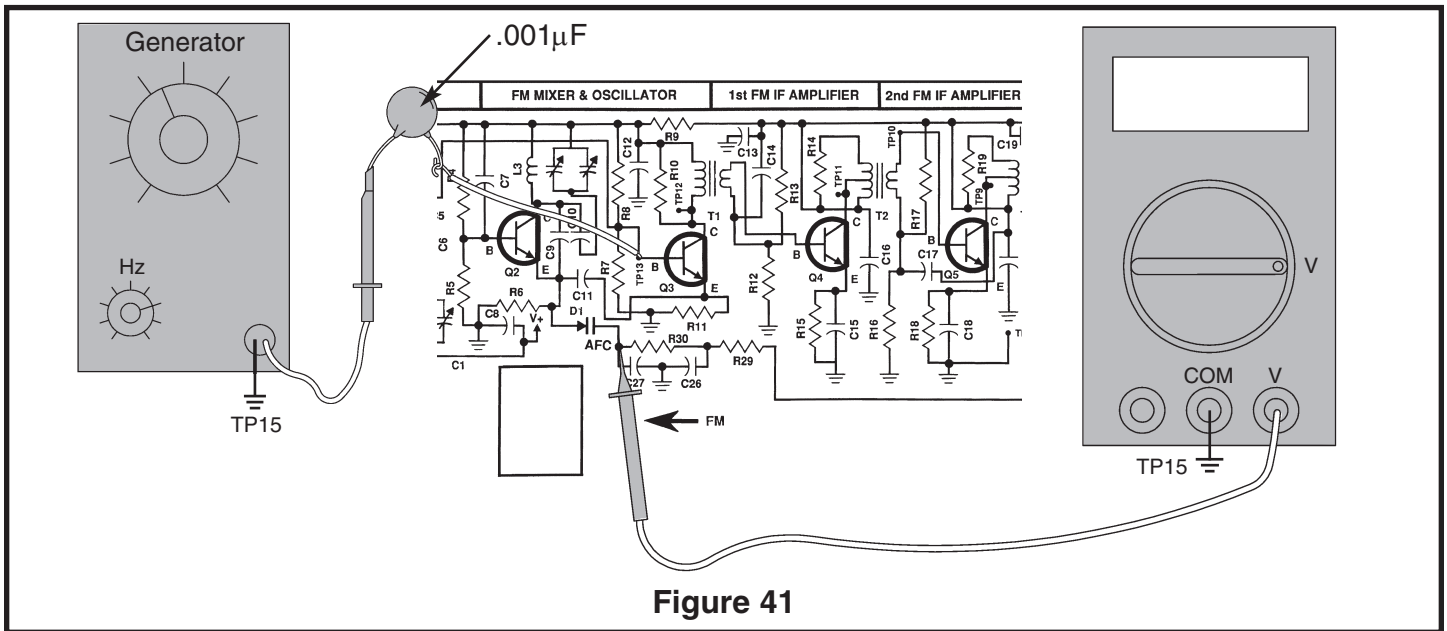 Generator
Hz
TP15
.001µF
FM MIXER & OSCILLATOR
1st FM IF AMPLIFIER
2nd FM IF AMPLIFIER
R9
C12
C13
C14
R14
TP11
TP10
R19
C19
C7
L3
R8
R10
TP12
T1
R13
T2
R17
TP9
C
C10
C
C
C
C6
B
Q2
C9
R7
TP13
B
Q3
B
Q4
C16
C17
B
Q5
E
C11
E
R12
E
E
R5
R6
C8
V+
D1
R11
R15
C15
R16
R18
C18
AFC
R30
R29
C1
C27
C26
FM
V
COM
V
TP15
Figure 41